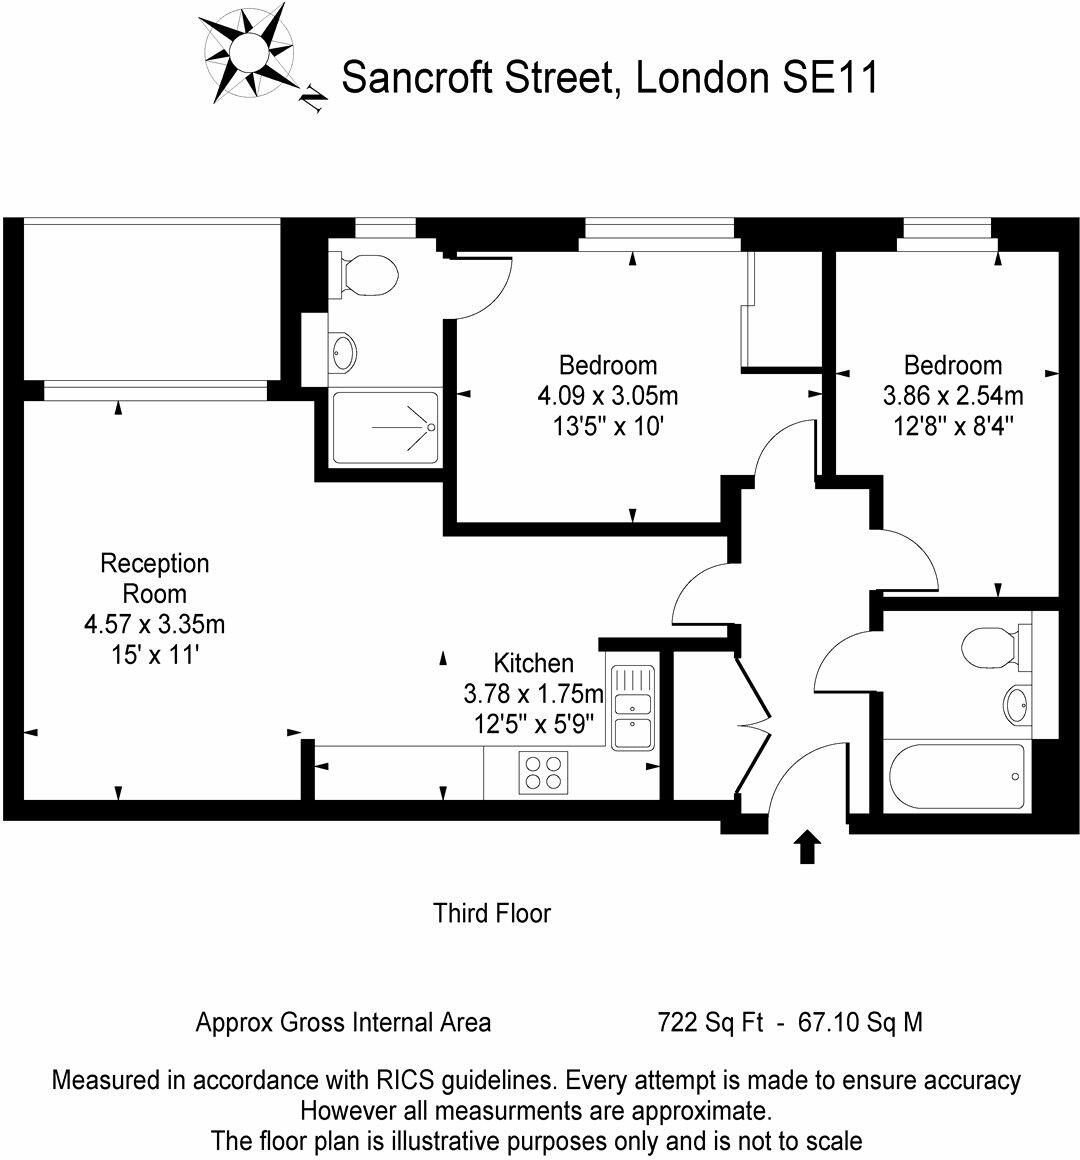 N
Sancroft Street, London SE11
Bedroom
4.09 x 3.05m
13'5" x 10'
Bedroom
3.86 x 2.54m
12'8" x 8'4"
Reception
Room
4.57 x 3.35m
15' x 11'
Kitchen
3.78 x 1.75m
12'5" x 5'9"
Third Floor
Approx Gross Internal Area 722 Sq Ft - 67.10 Sq M
Measured in accordance with RICS guidelines. Every attempt is made to ensure accuracy
However all measurments are approximate.
The floor plan is illustrative purposes only and is not to scale